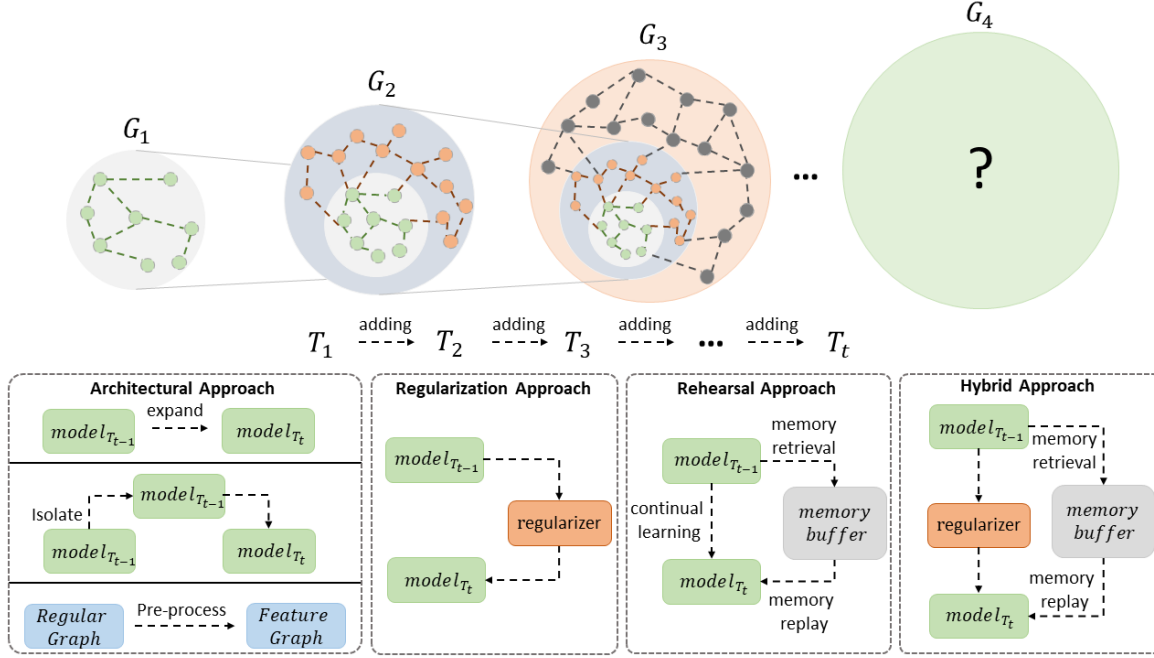 G₁
G₂
G₃
G₄
...
?
T₁ adding T₂ adding T₃ adding ... adding Tₜ
Architectural Approach
model_{T_{t-1}} expand model_{T_t}
Isolate
model_{T_{t-1}}
model_{T_{t-1}}
model_{T_t}
Regular
Graph
Pre-process
Feature
Graph
Regularization Approach
model_{T_{t-1}}
regularizer
model_{T_t}
Rehearsal Approach
model_{T_{t-1}}
memory
retrieval
continual
learning
memory
buffer
model_{T_t}
memory
replay
Hybrid Approach
model_{T_{t-1}}
memory
retrieval
regularizer
memory
buffer
model_{T_t}
memory
replay